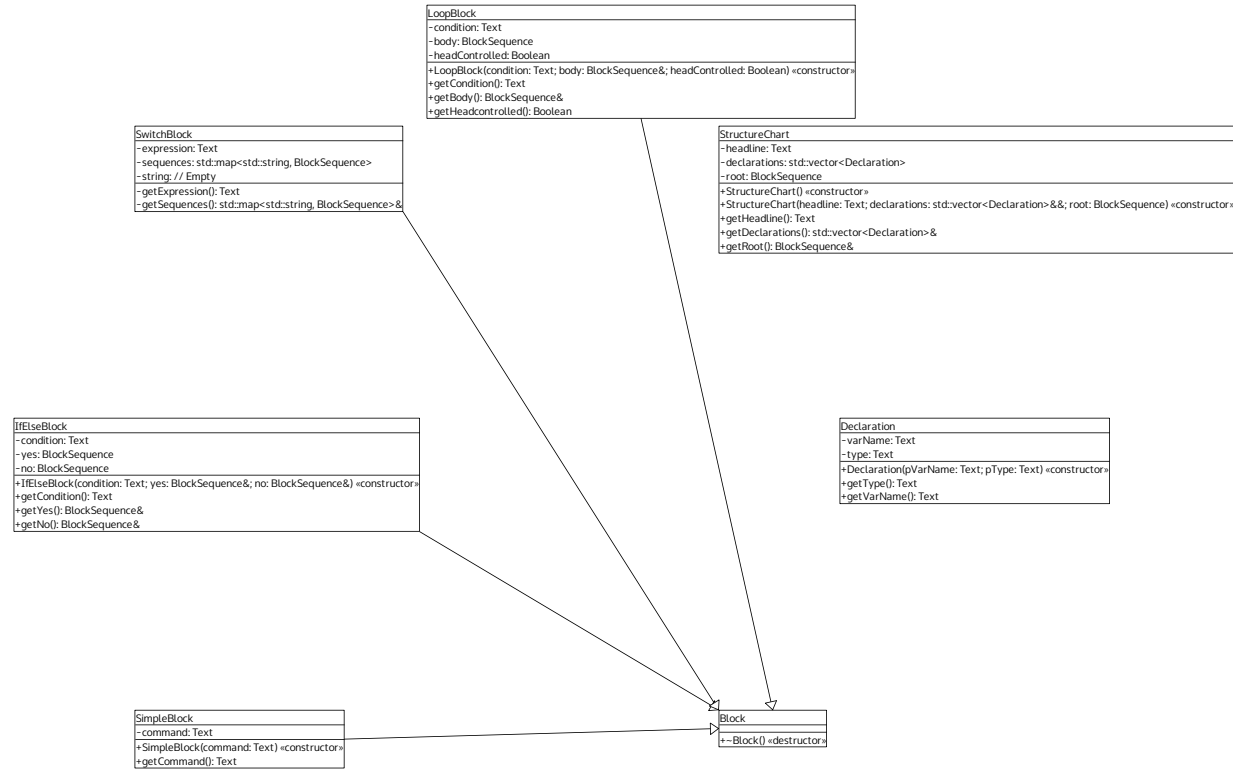 LoopBlock
-condition: Text
-body: BlockSequence
-headControlled: Boolean
+LoopBlock(condition: Text; body: BlockSequence&; headControlled: Boolean) «constructor»
+getCondition(): Text
+getBody(): BlockSequence&
+getHeadcontrolled(): Boolean
SwitchBlock
-expression: Text
-sequences: std::map<std::string, BlockSequence>
-string: // Empty
-getExpression(): Text
-getSequences(): std::map<std::string, BlockSequence>&
StructureChart
-headline: Text
-declarations: std::vector<Declaration>
-root: BlockSequence
+StructureChart() «constructor»
+StructureChart(headline: Text; declarations: std::vector<Declaration>&&; root: BlockSequence) «constructor»
+getHeadline(): Text
+getDeclarations(): std::vector<Declaration>&
+getRoot(): BlockSequence&
IfElseBlock
-condition: Text
-yes: BlockSequence
-no: BlockSequence
+IfElseBlock(condition: Text; yes: BlockSequence&; no: BlockSequence&) «constructor»
+getCondition(): Text
+getYes(): BlockSequence&
+getNo(): BlockSequence&
Declaration
-varName: Text
-type: Text
+Declaration(pVarName: Text; pType: Text) «constructor»
+getType(): Text
+getVarName(): Text
SimpleBlock
-command: Text
+SimpleBlock(command: Text) «constructor»
+getCommand(): Text
Block
+~Block() «destructor»